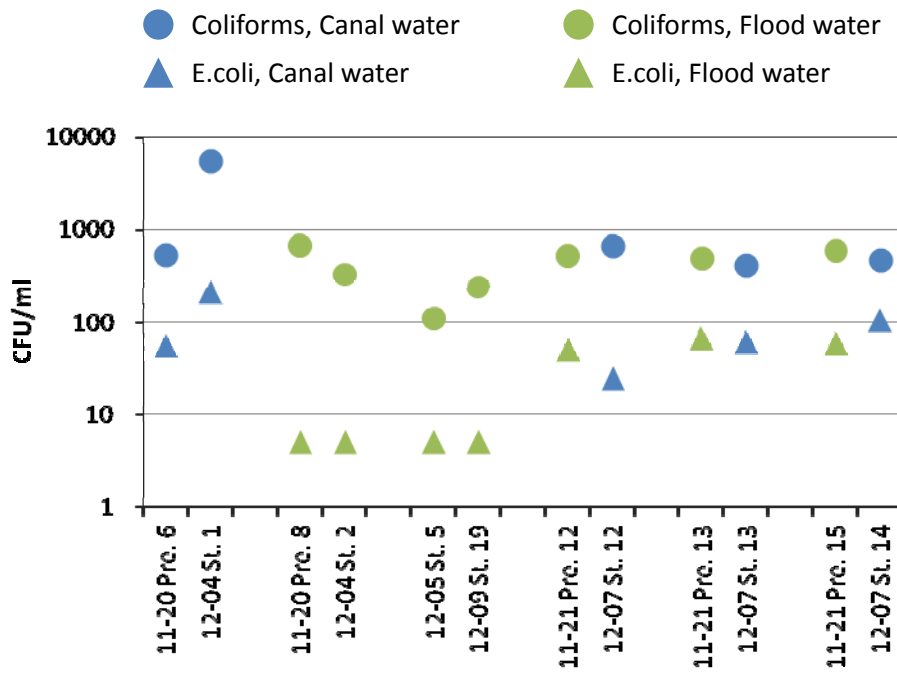 Coliforms, Canal water
Coliforms, Flood water
E.coli, Canal water
E.coli, Flood water
10000
1000
100
10
1
CFU/ml
11-20 Pre. 6
12-04 St. 1
11-20 Pre. 8
12-04 St. 2
12-05 St. 5
12-09 St. 19
11-21 Pre. 12
12-07 St. 12
11-21 Pre. 13
12-07 St. 13
11-21 Pre. 15
12-07 St. 14